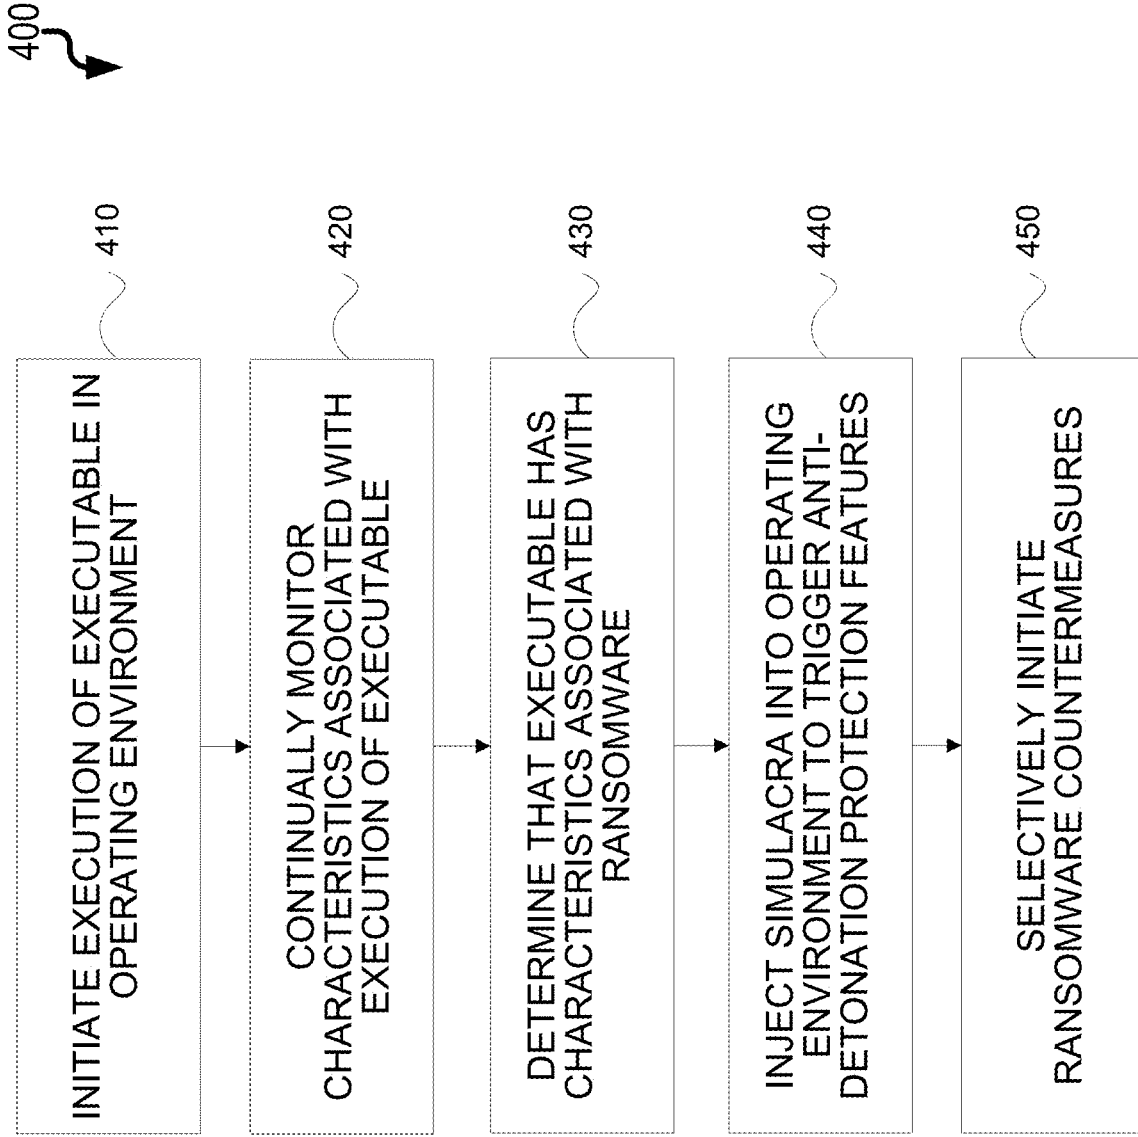 400
INITIATE EXECUTION OF EXECUTABLE IN
OPERATING ENVIRONMENT
410
CONTINUALLY MONITOR
CHARACTERISTICS ASSOCIATED WITH
EXECUTION OF EXECUTABLE
420
DETERMINE THAT EXECUTABLE HAS
CHARACTERISTICS ASSOCIATED WITH
RANSOMWARE
430
INJECT SIMULACRA INTO OPERATING
ENVIRONMENT TO TRIGGER ANTI-
DETONATION PROTECTION FEATURES
440
SELECTIVELY INITIATE
RANSOMWARE COUNTERMEASURES
450